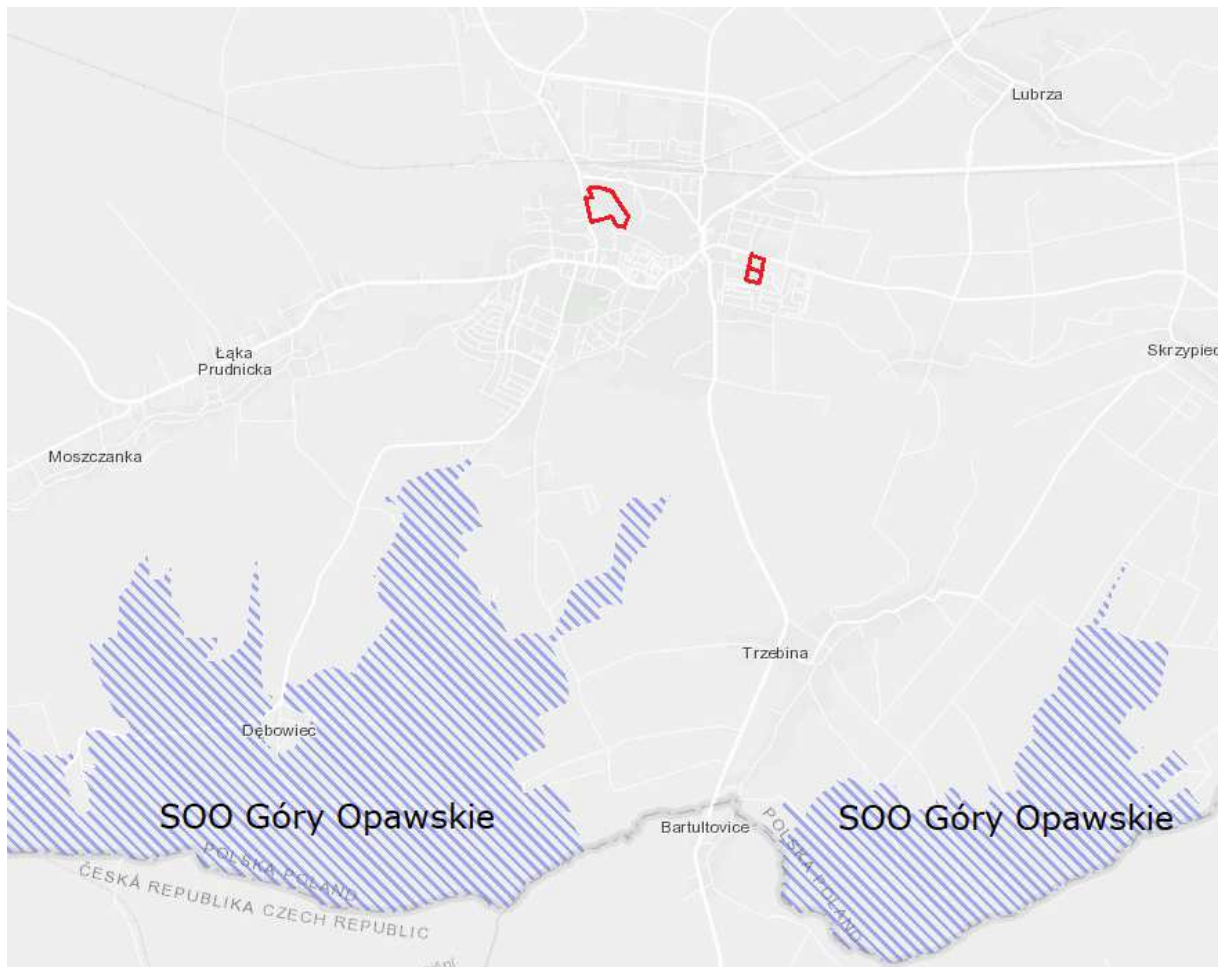 Lubrza
Łąka
Prudnicka
Skrzypiec
Moszczanka
Trzebina
Dębowiec
SOO Góry Opawskie
SOO Góry Opawskie
Bartultovice
POLSKA POLAND
POLSKA POLAND
ČESKÁ REPUBLIKA CZECH REPUBLIC